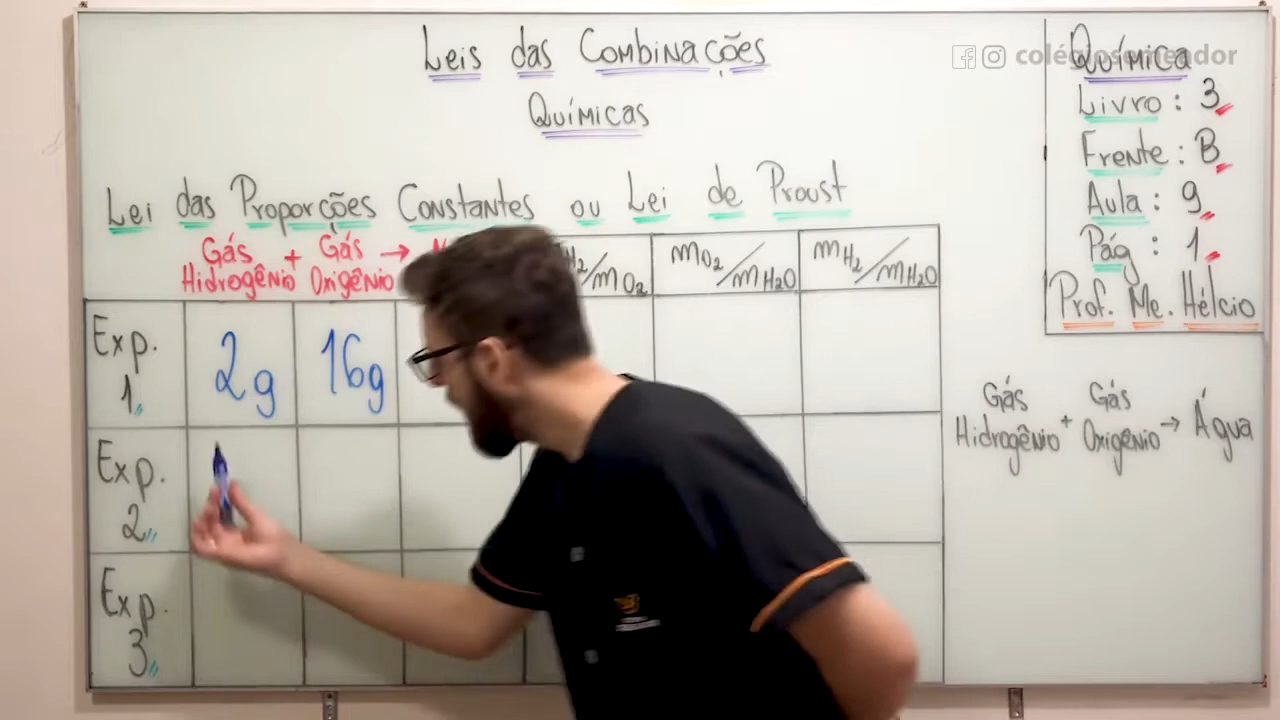 Leis das Combinações
Químicas
Lei das Proporções Constantes ou Lei de Proust
Gás Hidrogênio + Gás Oxigênio →
H₂/mO₂
mO₂/mH₂O
mH₂/mH₂O
Exp. 1
2g
16g
Exp. 2
Exp. 3
Química
Livro: 3
Frente: B
Aula: 9
Pág: 1
Prof. Me. Hélcio
Gás Hidrogênio + Gás Oxigênio → Água